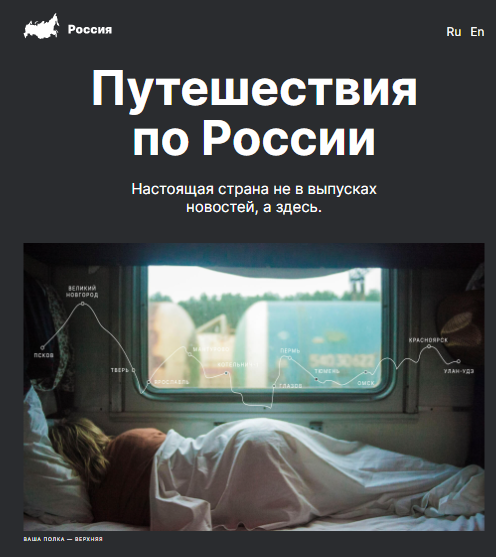 Россия
Ru En
Путешествия
по России
Настоящая страна не в выпусках
новостей, а здесь.
ВЕЛИКИЙ
НОВГОРОД
ПСКОВ
ТВЕРЬ
ЯРОСЛАВЛЬ
ПЕРМЬ
ГЛАЗОВ
ТЮМЕНЬ
ОМСК
КРАСНОЯРСК
УЛАН-УДЭ
54030622
ВАША ПОЛКА — ВЕРХНЯЯ